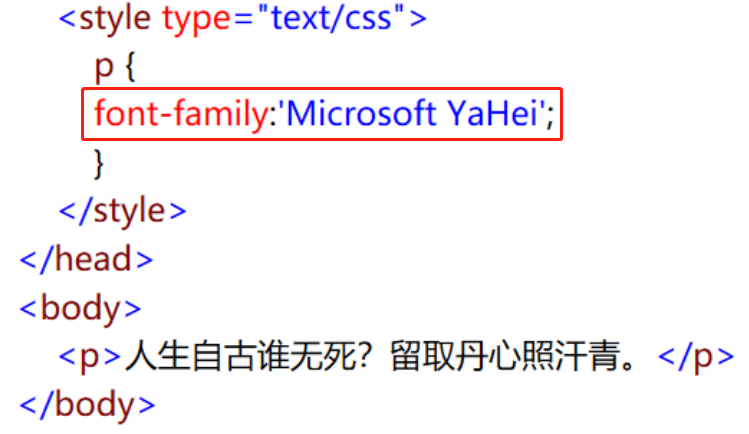 <style type="text/css">
p {
font-family:'Microsoft YaHei';
}
</style>
</head>
<body>
<p>人生自古谁无死?留取丹心照汗青。</p>
</body>